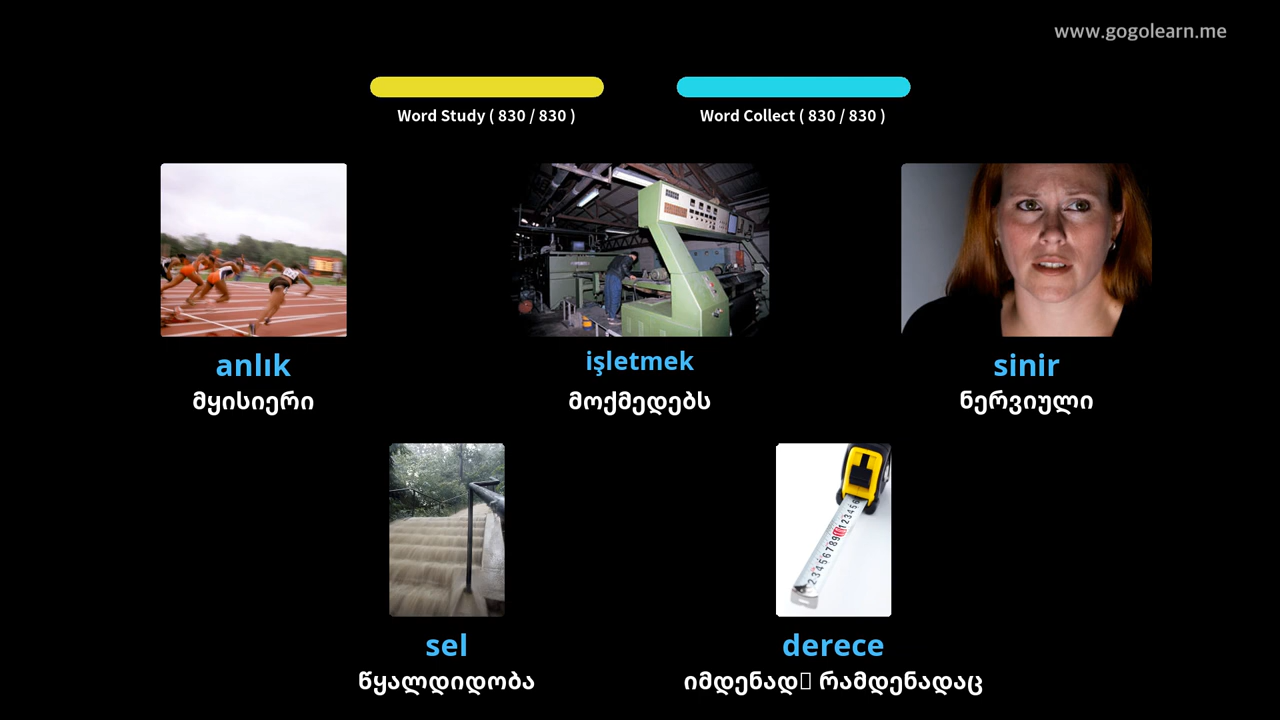 www.gogolearn.me
Word Study ( 830 / 830 )
Word Collect ( 830 / 830 )
anlık
işletmek
sinir
მყისიერი
მოქმედებს
ნერვიული
sel
derece
წყალდიდობა
იმდენად რამდენადაც